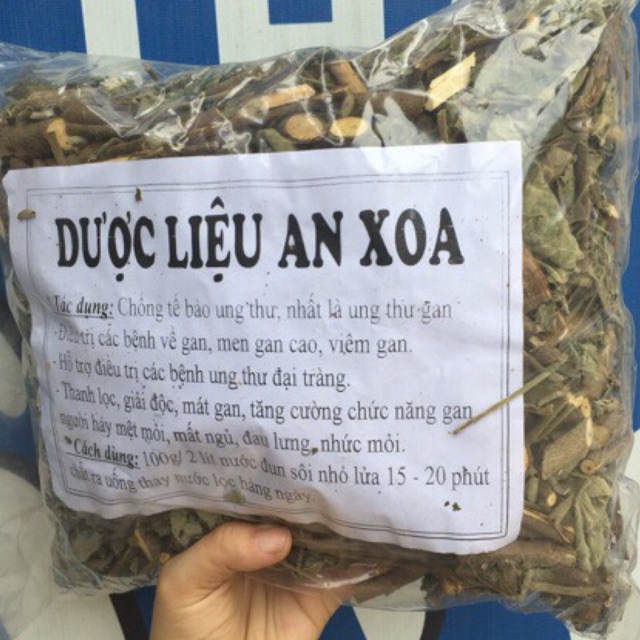 DƯỢC LIỆU AN XOA
Tác dụng: Chống tế bào ung thư, nhất là ung thư gan
- Điều trị các bệnh về gan, men gan cao, viêm gan.
- Hỗ trợ điều trị các bệnh ung thư đại tràng.
- Thanh lọc, giải độc, mát gan, tăng cường chức năng gan
người hay mệt mỏi, mất ngủ, đau lưng, nhức mỏi.
Cách dùng: 100g/ 2 lít nước đun sôi nhỏ lửa 15 - 20 phút
ra uống thay nước lọc hàng ngày.